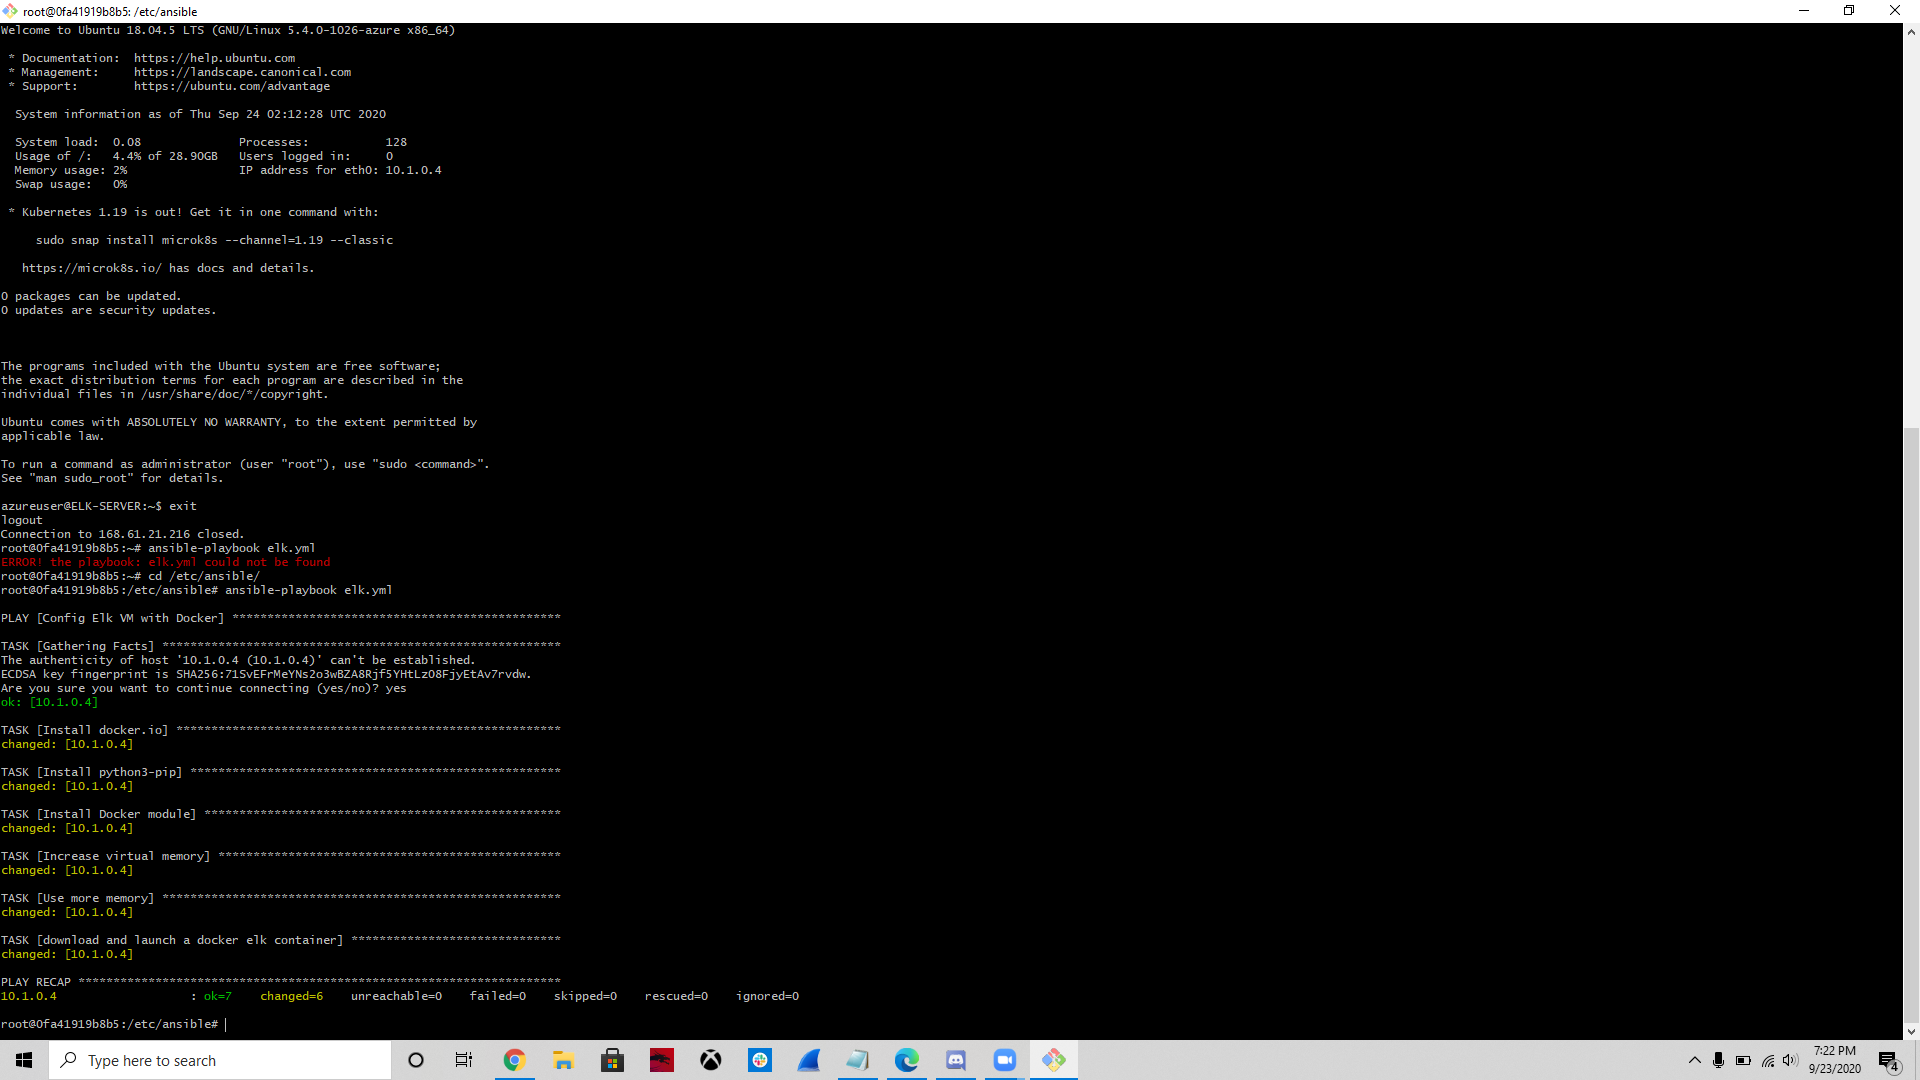 root@0fa41919b8b5: /etc/ansible
Welcome to Ubuntu 18.04.5 LTS (GNU/Linux 5.4.0-1026-azure x86_64)
* Documentation: https://help.ubuntu.com
* Management: https://landscape.canonical.com
* Support: https://ubuntu.com/advantage
System information as of Thu Sep 24 02:12:28 UTC 2020
System load: 0.08 Processes: 128
Usage of /: 4.4% of 28.90GB Users logged in: 0
Memory usage: 2% IP address for eth0: 10.1.0.4
Swap usage: 0%
* Kubernetes 1.19 is out! Get it in one command with:
sudo snap install microk8s --channel=1.19 --classic
https://microk8s.io/ has docs and details.
0 packages can be updated.
0 updates are security updates.
The programs included with the Ubuntu system are free software;
the exact distribution terms for each program are described in the
individual files in /usr/share/doc/*/copyright.
Ubuntu comes with ABSOLUTELY NO WARRANTY, to the extent permitted by
applicable law.
To run a command as administrator (user "root"), use "sudo <command>".
See "man sudo_root" for details.
azureuser@ELK-SERVER:~$ exit
logout
Connection to 168.61.21.216 closed.
root@0fa41919b8b5:~# ansible-playbook elk.yml
ERROR! the playbook: elk.yml could not be found
root@0fa41919b8b5:~# cd /etc/ansible/
root@0fa41919b8b5:/etc/ansible# ansible-playbook elk.yml
PLAY [Config Elk VM with Docker] ***********************************************
TASK [Gathering Facts] *********************************************************
The authenticity of host '10.1.0.4 (10.1.0.4)' can't be established.
ECDSA key fingerprint is SHA256:71SvEFrMeYNs2o3wBZA8Rjf5YHtLzO8FjyEtAv7rvdw.
Are you sure you want to continue connecting (yes/no)? yes
ok: [10.1.0.4]
TASK [Install docker.io] *******************************************************
changed: [10.1.0.4]
TASK [Install python3-pip] *****************************************************
changed: [10.1.0.4]
TASK [Install Docker module] ***************************************************
changed: [10.1.0.4]
TASK [Increase virtual memory] *************************************************
changed: [10.1.0.4]
TASK [Use more memory] *********************************************************
changed: [10.1.0.4]
TASK [download and launch a docker elk container] ******************************
changed: [10.1.0.4]
PLAY RECAP *********************************************************************
10.1.0.4 : ok=7 changed=6 unreachable=0 failed=0 skipped=0 rescued=0 ignored=0
root@0fa41919b8b5:/etc/ansible#
Type here to search
7:22 PM
9/23/2020
4